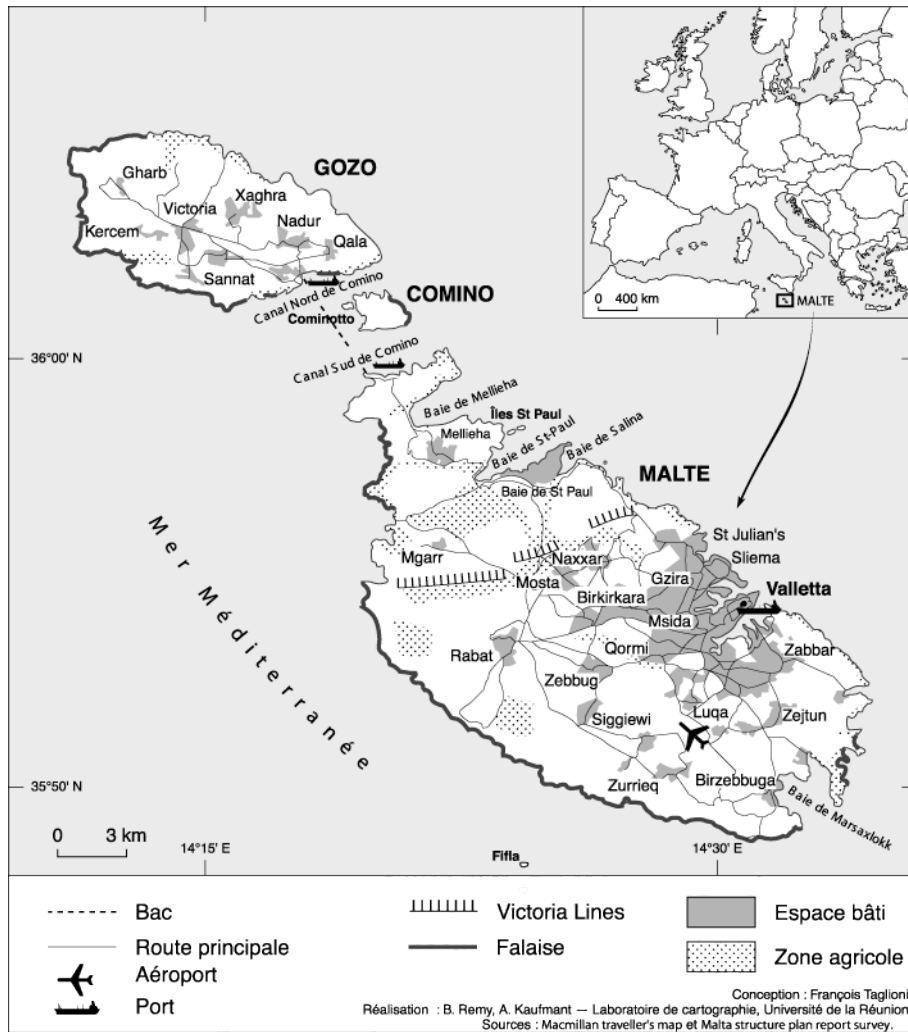 GOZO
Gharb
Xaghra
Victoria
Nadur
Kercem
Qala
Sannat
Canal Nord de Comino
COMINO
Cominotto
0 400 km
MALTE
36°00' N
Canal Sud de Comino
Baie de Mellieha
Îles St Paul
Mellieha
Baie de St-Paul
Baie de Salina
MALTE
Baie de St Paul
Mer Méditerranée
St Julian's
Mgarr
Naxxar
Sliema
Mosta
Gzira
Birkirkara
Valletta
Msida
Rabat
Qormi
Zabbar
Zebbug
Siggiewi
Luqa
Zejtun
35°50' N
Zurrieq
Birzebbuga
Baie de Marsaxlokk
0 3 km
14°15' E
14°30' E
Fifla
Bac
Victoria Lines
Espace bâti
Route principale
Falaise
Zone agricole
Aéroport
Port
Conception : François Taglioni
Réalisation : B. Remy, A. Kaufmant — Laboratoire de cartographie, Université de la Réunion
Sources : Macmillan traveller's map et Malta structure plan report survey.